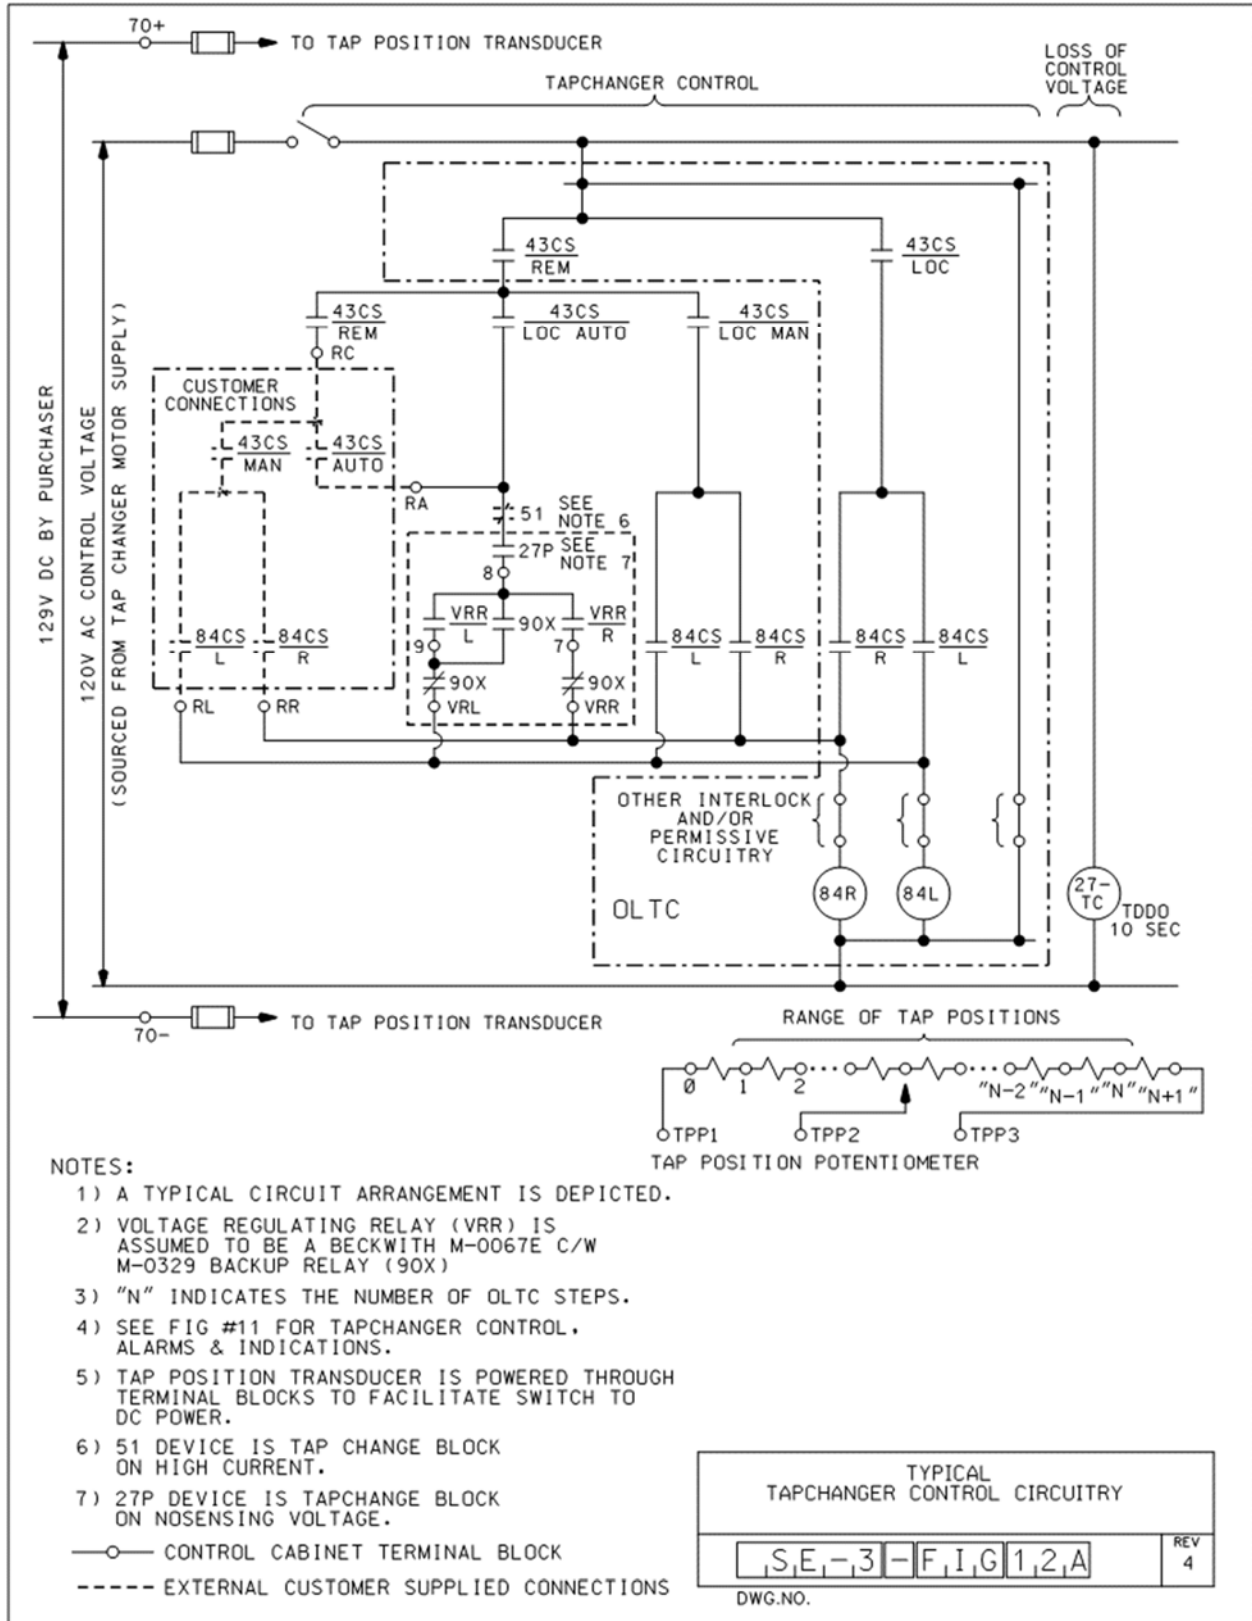 70+
TO TAP POSITION TRANSDUCER
LOSS OF
CONTROL
VOLTAGE
TAPCHANGER CONTROL
43CS
REM
43CS
LOC
43CS
REM
43CS
LOC AUTO
43CS
LOC MAN
RC
CUSTOMER
CONNECTIONS
43CS
MAN
43CS
AUTO
RA
51
SEE
NOTE 6
27P
SEE
NOTE 7
8
VRR
L
90X
VRR
R
9
7
90X
90X
VRL
VRR
84CS
L
84CS
R
84CS
L
84CS
R
84CS
R
84CS
L
RL
RR
129V DC BY PURCHASER
120V AC CONTROL VOLTAGE
(SOURCED FROM TAP CHANGER MOTOR SUPPLY)
OTHER INTERLOCK
AND/OR
PERMISSIVE
CIRCUITRY
OLTC
84R
84L
27-
TC
TDDO
10 SEC
70-
TO TAP POSITION TRANSDUCER
RANGE OF TAP POSITIONS
0 1 2 "N-2" "N-1" "N" "N+1"
TPP1 TPP2 TPP3
TAP POSITION POTENTIOMETER
NOTES:
1) A TYPICAL CIRCUIT ARRANGEMENT IS DEPICTED.
2) VOLTAGE REGULATING RELAY (VRR) IS
ASSUMED TO BE A BECKWITH M-0067E C/W
M-0329 BACKUP RELAY (90X)
3) "N" INDICATES THE NUMBER OF OLTC STEPS.
4) SEE FIG #11 FOR TAPCHANGER CONTROL,
ALARMS & INDICATIONS.
5) TAP POSITION TRANSDUCER IS POWERED THROUGH
TERMINAL BLOCKS TO FACILITATE SWITCH TO
DC POWER.
6) 51 DEVICE IS TAP CHANGE BLOCK
ON HIGH CURRENT.
7) 27P DEVICE IS TAPCHANGE BLOCK
ON NOSENSING VOLTAGE.
CONTROL CABINET TERMINAL BLOCK
EXTERNAL CUSTOMER SUPPLIED CONNECTIONS
TYPICAL
TAPCHANGER CONTROL CIRCUITRY
SE-3-FIG12A
REV
4
DWG.NO.